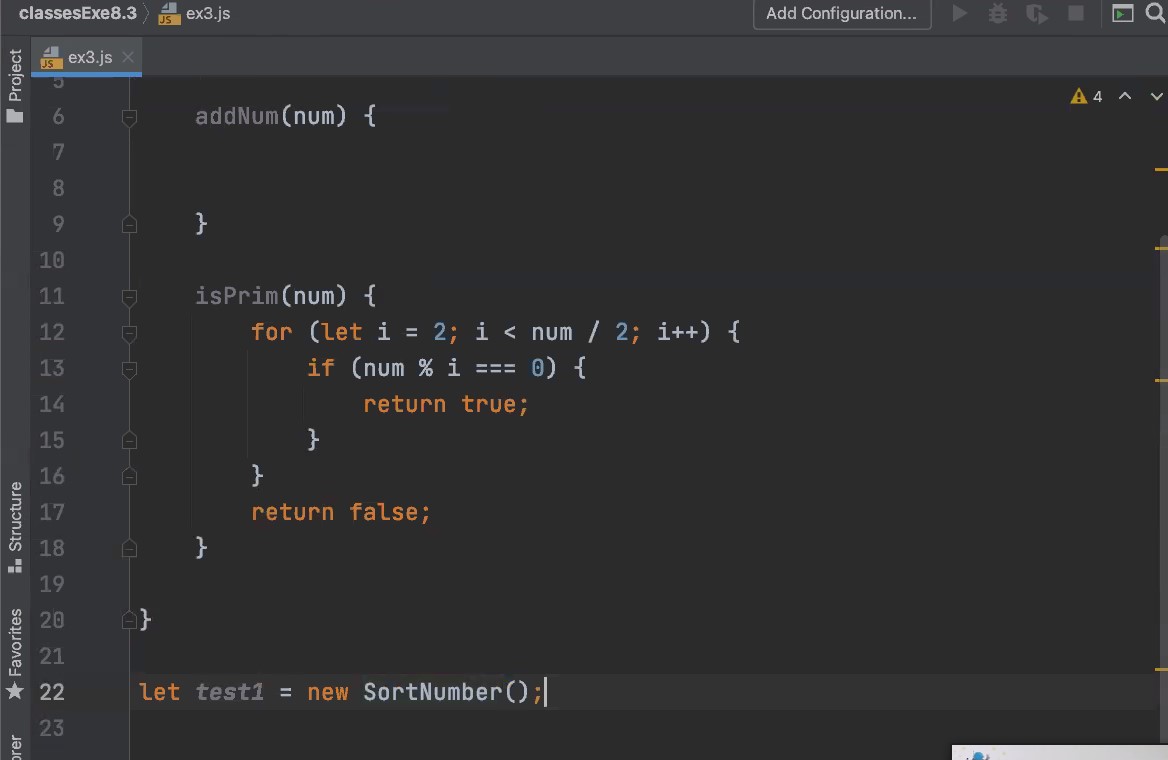 classesExe8.3 ex3.js Add Configuration...
ex3.js
Project
Structure
Favorites
4
5
6 addNum(num) {
7
8
9 }
10
11 isPrim(num) {
12 for (let i = 2; i < num / 2; i++) {
13 if (num % i === 0) {
14 return true;
15 }
16 }
17 return false;
18 }
19
20 }
21
22 let test1 = new SortNumber();
23